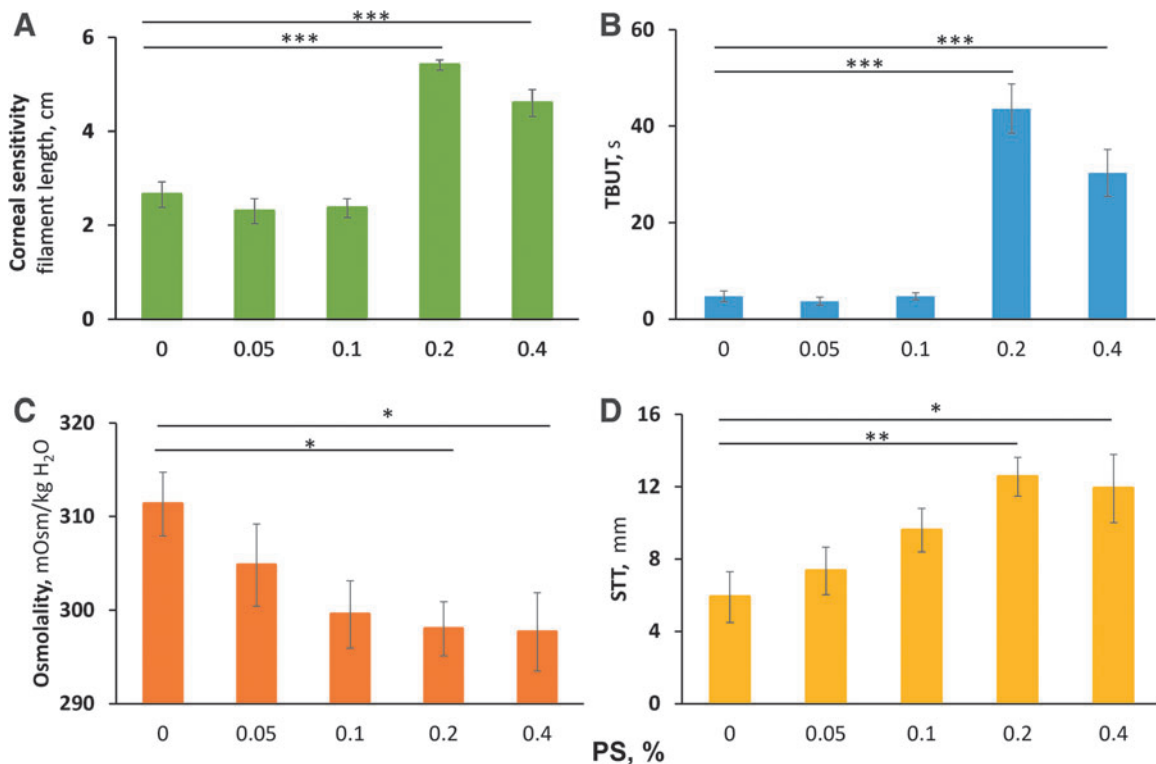 A
Corneal sensitivity
filament length, cm
6
4
2
0
***
***
0 0.05 0.1 0.2 0.4
B
TBUT, s
60
40
20
0
***
***
0 0.05 0.1 0.2 0.4
C
Osmolality, mOsm/kg H₂O
320
310
300
290
*
*
0 0.05 0.1 0.2 0.4
D
STT, mm
16
12
8
4
0
*
**
0 0.05 0.1 0.2 0.4
PS, %